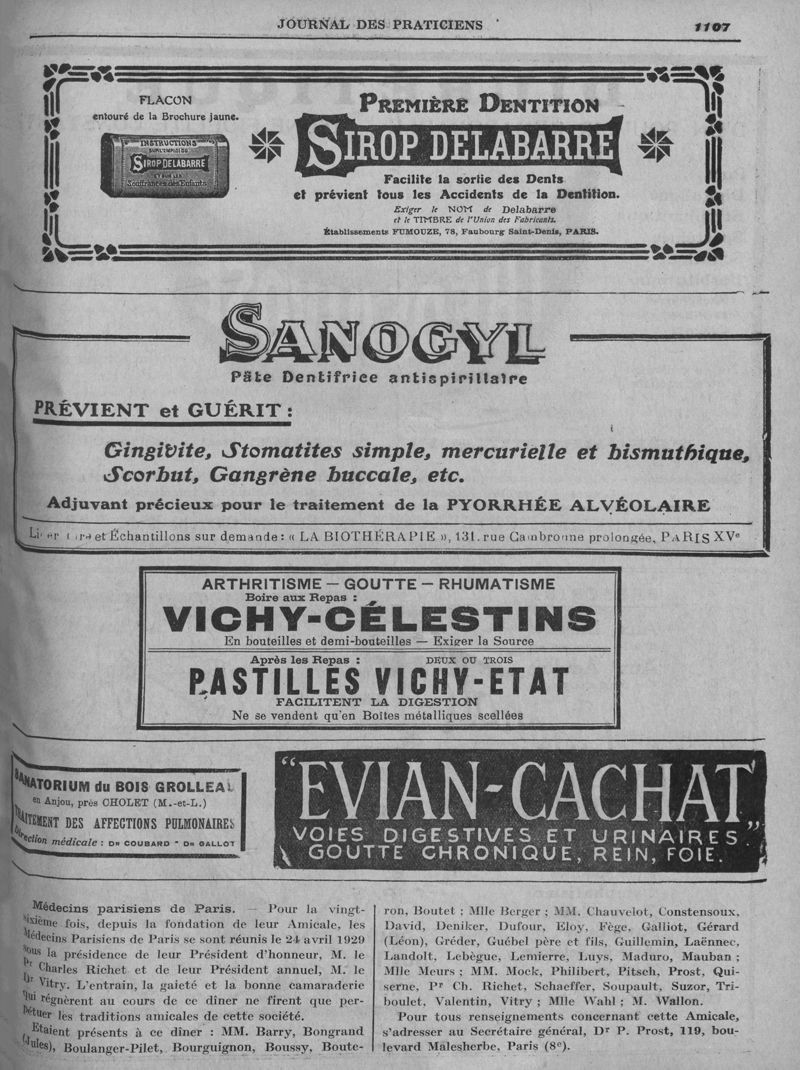 JOURNAL DES PRATICIENS
1107
FLACON
entouré de la Brochure jaune.
INSTRUCTIONS
SIROP DELABARRE
ET SUR LES
Souffrances des Enfants
PREMIÈRE DENTITION
SIROP DELABARRE
Facilite la sortie des Dents
et prévient tous les Accidents de la Dentition.
Exiger le NOM de Delabarre
et le TIMBRE de l'Union des Fabricants.
Établissements FUMOUZE, 78, Faubourg Saint-Denis, PARIS.
SANOGYL
Pâte Dentifrice antispirillaire
PRÉVIENT et GUÉRIT :
Gingivite, Stomatites simple, mercurielle et bismuthique,
Scorbut, Gangrène buccale, etc.
Adjuvant précieux pour le traitement de la PYORRHÉE ALVÉOLAIRE
et Échantillons sur demande : « LA BIOTHÉRAPIE », 131. rue Cambronne prolongée, PARIS XVe
ARTHRITISME — GOUTTE — RHUMATISME
Boire aux Repas :
VICHY-CÉLESTINS
En bouteilles et demi-bouteilles — Exiger la Source
Après les Repas : DEUX OU TROIS
PASTILLES VICHY-ETAT
FACILITENT LA DIGESTION
Ne se vendent qu'en Boîtes métalliques scellées
SANATORIUM du BOIS GROLLEAU
en Anjou, près CHOLET (M.-et-L.)
TRAITEMENT DES AFFECTIONS PULMONAIRES
Direction médicale : DR COUBARD - DR GALLOT
"EVIAN-CACHAT"
VOIES DIGESTIVES ET URINAIRES
GOUTTE CHRONIQUE, REIN, FOIE.
Médecins parisiens de Paris. — Pour la vingt-
sixième fois, depuis la fondation de leur Amicale, les
Médecins Parisiens de Paris se sont réunis le 24 avril 1929
sous la présidence de leur Président d'honneur, M. le
Pr Charles Richet et de leur Président annuel, M. le
Dr Vitry. L'entrain, la gaieté et la bonne camaraderie
qui régnèrent au cours de ce dîner ne firent que per-
pétuer les traditions amicales de cette société.
Étaient présents à ce dîner : MM. Barry, Bongrand
(Jules), Boulanger-Pilet, Bourguignon, Boussy, Boute-
ron, Boutet ; Mlle Berger ; MM. Chauvelot, Constensoux,
David, Deniker, Dufour, Eloy, Fège, Galliot, Gérard
(Léon), Gréder, Guébel père et fils, Guillemin, Laënnec,
Landolt, Lebègue, Lemierre, Luys, Maduro, Mauban ;
Mlle Meurs ; MM. Mock, Philibert, Pitsch, Prost, Qui-
serne, Pr Ch. Richet, Schaeffer, Soupault, Suzor, Tri-
boulet, Valentin, Vitry ; Mlle Wahl ; M. Wallon.
Pour tous renseignements concernant cette Amicale,
s'adresser au Secrétaire général, Dr P. Prost, 119, bou-
levard Malesherbe, Paris (8e).